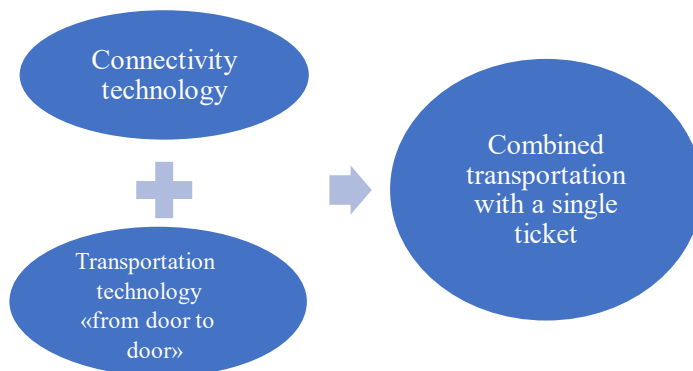 Connectivity
technology
Transportation
technology
«from door to
door»
Combined
transportation
with a single
ticket